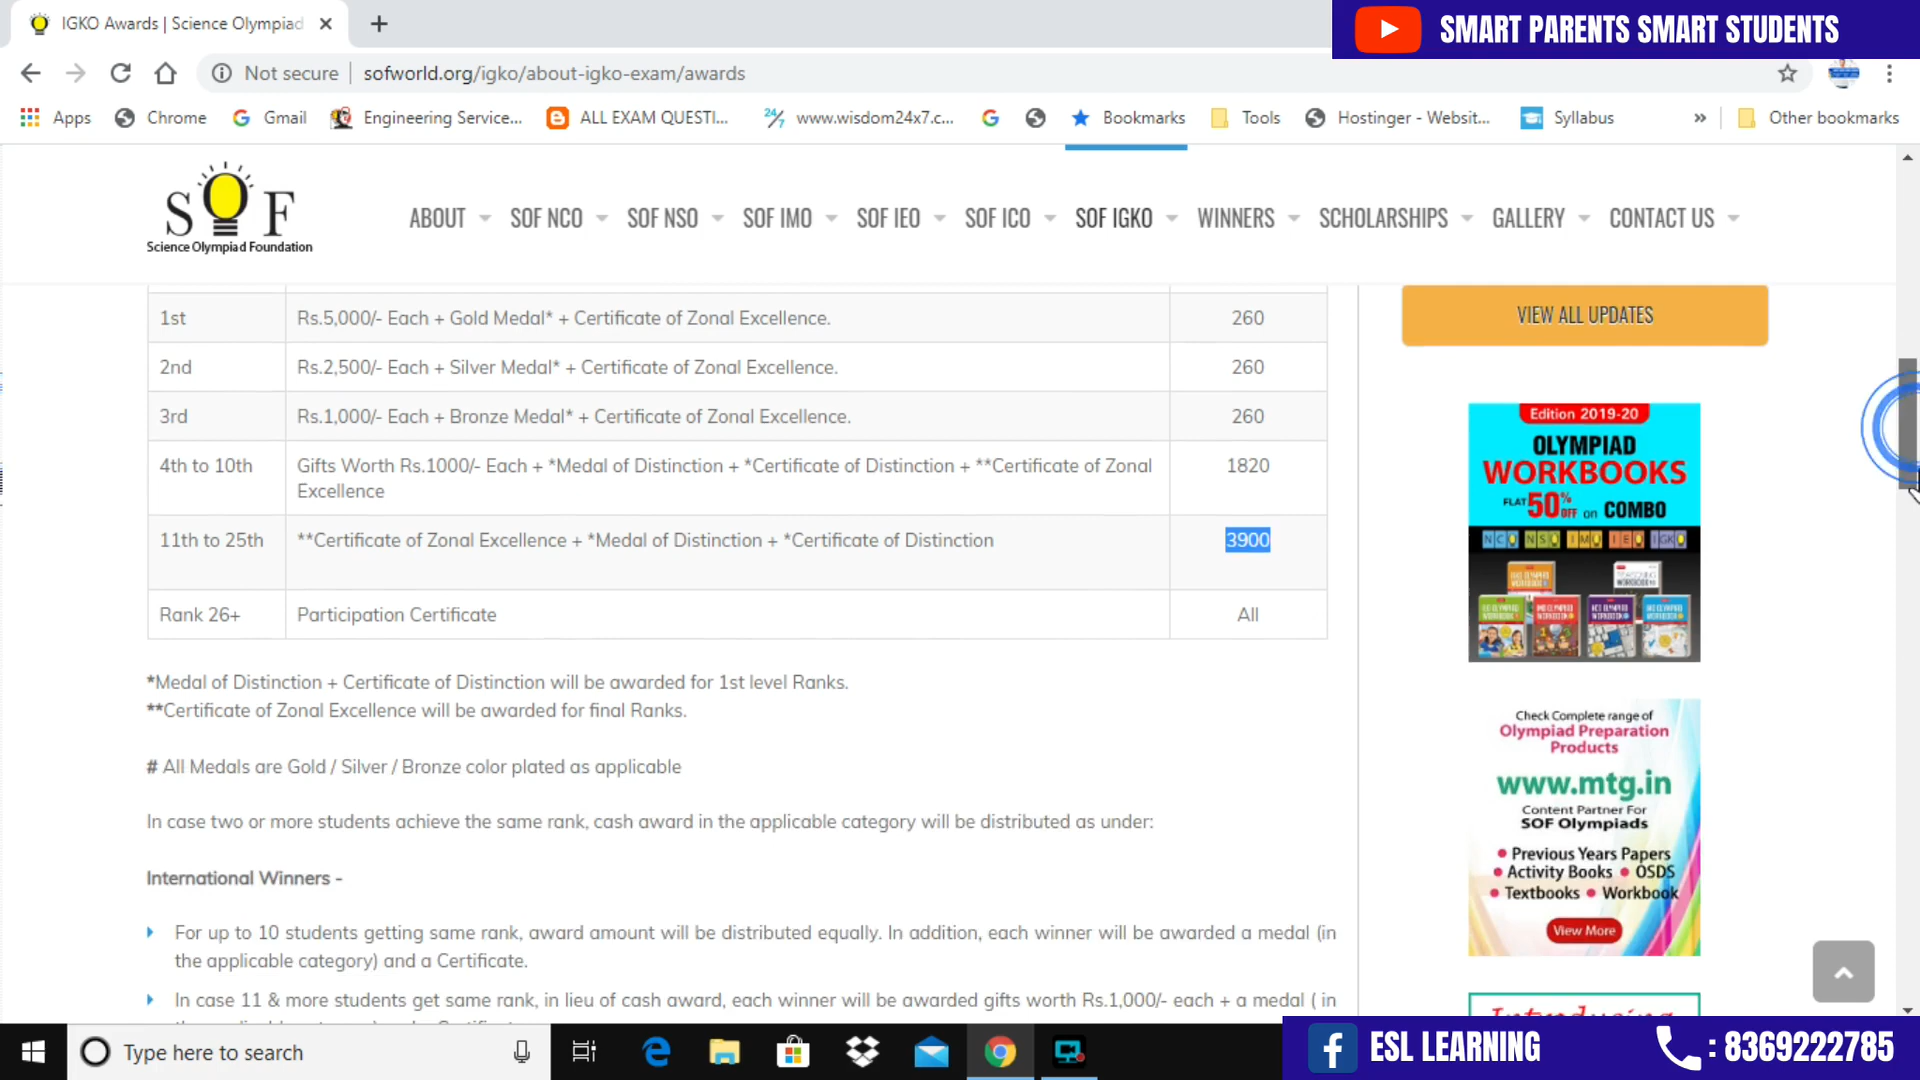 IGKO Awards | Science Olympiad
SMART PARENTS SMART STUDENTS
Not secure
sofworld.org/igko/about-igko-exam/awards
Apps
Chrome
Gmail
Engineering Service...
ALL EXAM QUESTI...
24/7
www.wisdom24x7.c...
Bookmarks
Tools
Hostinger - Websit...
Syllabus
Other bookmarks
SOF
Science Olympiad Foundation
ABOUT
SOF NCO
SOF NSO
SOF IMO
SOF IEO
SOF ICO
SOF IGKO
WINNERS
SCHOLARSHIPS
GALLERY
CONTACT US
1st Rs.5,000/- Each + Gold Medal* + Certificate of Zonal Excellence. 260
2nd Rs.2,500/- Each + Silver Medal* + Certificate of Zonal Excellence. 260
3rd Rs.1,000/- Each + Bronze Medal* + Certificate of Zonal Excellence. 260
4th to 10th Gifts Worth Rs.1000/- Each + *Medal of Distinction + *Certificate of Distinction + **Certificate of Zonal 1820
Excellence
11th to 25th **Certificate of Zonal Excellence + *Medal of Distinction + *Certificate of Distinction 3900
Rank 26+ Participation Certificate All
*Medal of Distinction + Certificate of Distinction will be awarded for 1st level Ranks.
**Certificate of Zonal Excellence will be awarded for final Ranks.
# All Medals are Gold / Silver / Bronze color plated as applicable
In case two or more students achieve the same rank, cash award in the applicable category will be distributed as under:
International Winners -
For up to 10 students getting same rank, award amount will be distributed equally. In addition, each winner will be awarded a medal (in
the applicable category) and a Certificate.
In case 11 & more students get same rank, in lieu of cash award, each winner will be awarded gifts worth Rs.1,000/- each + a medal ( in
VIEW ALL UPDATES
Edition 2019-20
OLYMPIAD
WORKBOOKS
FLAT 50% OFF on COMBO
NCO NSO IMO IEO IGKO
Check Complete range of
Olympiad Preparation
Products
www.mtg.in
Content Partner For
SOF Olympiads
Previous Years Papers
Activity Books OSDS
Textbooks Workbook
View More
Introducing
Type here to search
ESL LEARNING
: 8369222785